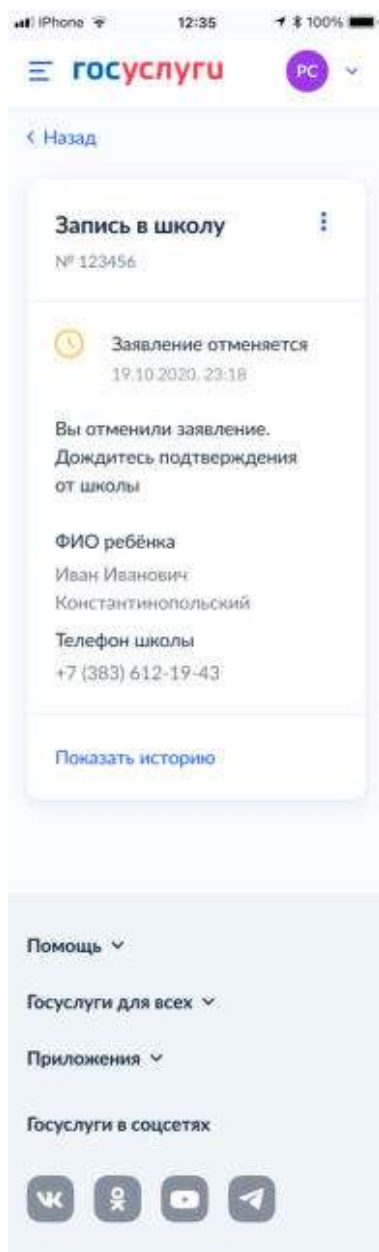 iPhone 12:35 100%
госуслуги РС
Назад
Запись в школу
№ 123456
Заявление отменяется
19.10.2020, 23:18
Вы отменили заявление.
Дождитесь подтверждения
от школы
ФИО ребёнка
Иван Иванович
Константинопольский
Телефон школы
+7 (383) 612-19-43
Показать историю
Помощь
Госуслуги для всех
Приложения
Госуслуги в соцсетях